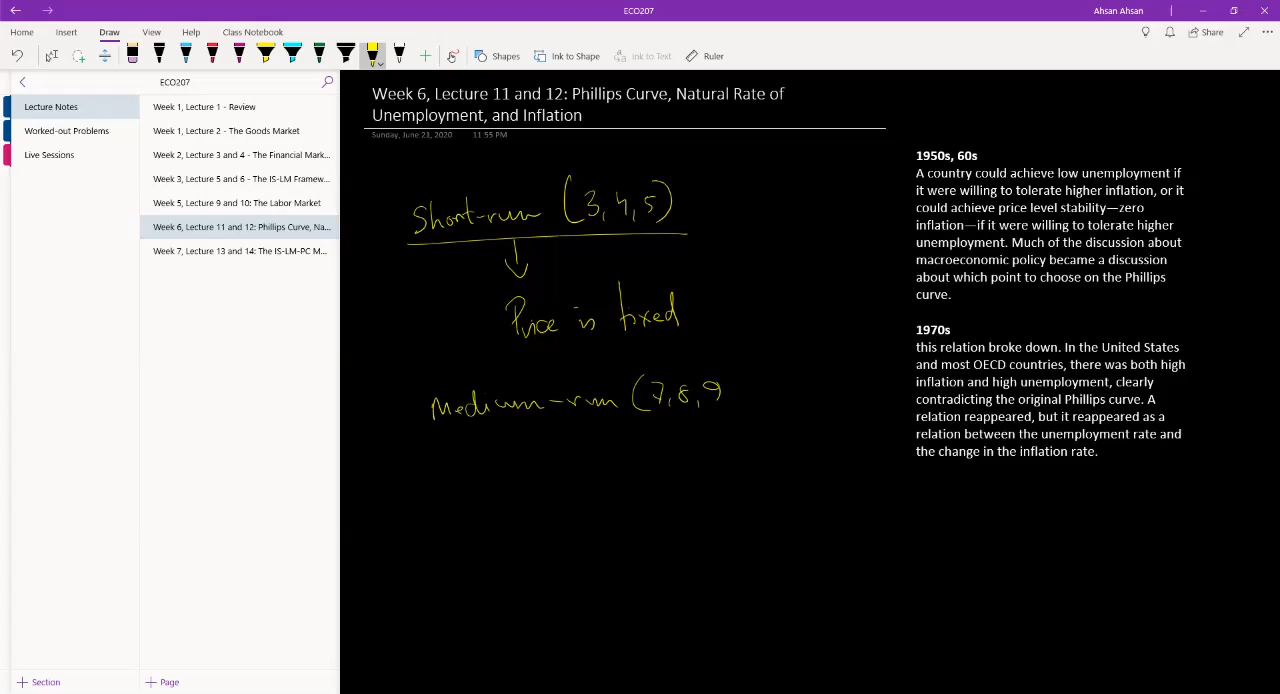 ECO207
Ahsan Ahsan
Home
Insert
Draw
View
Help
Class Notebook
Share
Shapes
Ink to Shape
Ink to Text
Ruler
ECO207
Lecture Notes
Worked-out Problems
Live Sessions
Week 1, Lecture 1 - Review
Week 1, Lecture 2 - The Goods Market
Week 2, Lecture 3 and 4 - The Financial Mark...
Week 3, Lecture 5 and 6 - The IS-LM Framew...
Week 5, Lecture 9 and 10: The Labor Market
Week 6, Lecture 11 and 12: Phillips Curve, Na...
Week 7, Lecture 13 and 14: The IS-LM-PC M...
Section
Page
Week 6, Lecture 11 and 12: Phillips Curve, Natural Rate of
Unemployment, and Inflation
Sunday, June 21, 2020 11:55 PM
Short-run (3, 4, 5)
Price is fixed
Medium-run (7, 8, 9
1950s, 60s
A country could achieve low unemployment if
it were willing to tolerate higher inflation, or it
could achieve price level stability—zero
inflation—if it were willing to tolerate higher
unemployment. Much of the discussion about
macroeconomic policy became a discussion
about which point to choose on the Phillips
curve.
1970s
this relation broke down. In the United States
and most OECD countries, there was both high
inflation and high unemployment, clearly
contradicting the original Phillips curve. A
relation reappeared, but it reappeared as a
relation between the unemployment rate and
the change in the inflation rate.